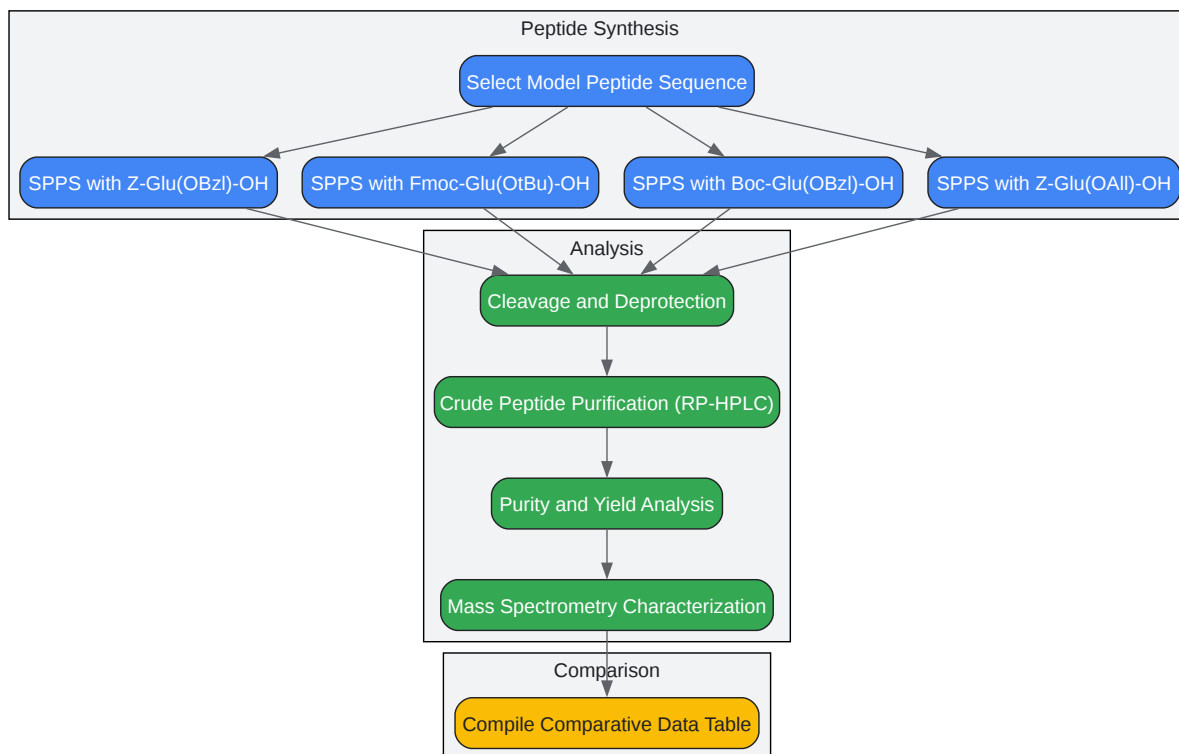 Peptide Synthesis
Select Model Peptide Sequence
SPPS with Z-Glu(OBzl)-OH
SPPS with Fmoc-Glu(OtBu)-OH
SPPS with Boc-Glu(OBzl)-OH
SPPS with Z-Glu(OAll)-OH
Analysis
Cleavage and Deprotection
Crude Peptide Purification (RP-HPLC)
Purity and Yield Analysis
Mass Spectrometry Characterization
Comparison
Compile Comparative Data Table